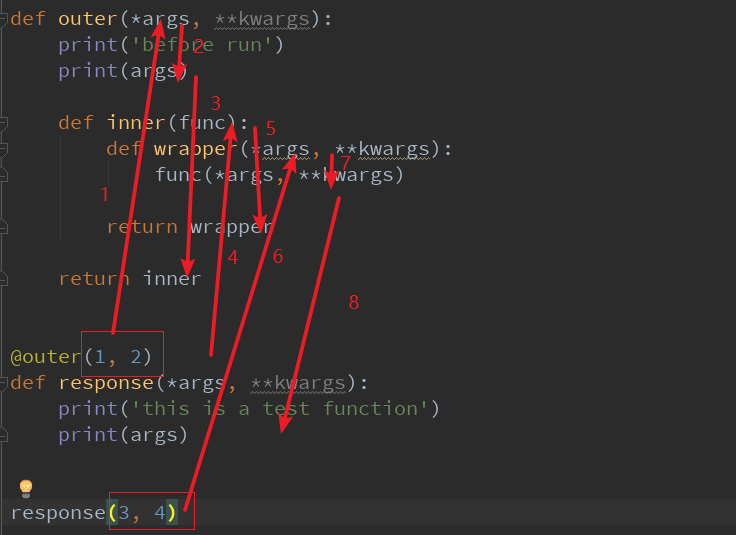 def outer(*args, **kwargs):
print('before run')
2
print(args)
3
def inner(func):
5
def wrapper(*args, **kwargs):
7
func(*args, **kwargs)
1
return wrapper
4
6
return inner
8
@outer(1, 2)
def response(*args, **kwargs):
print('this is a test function')
print(args)
response(3, 4)